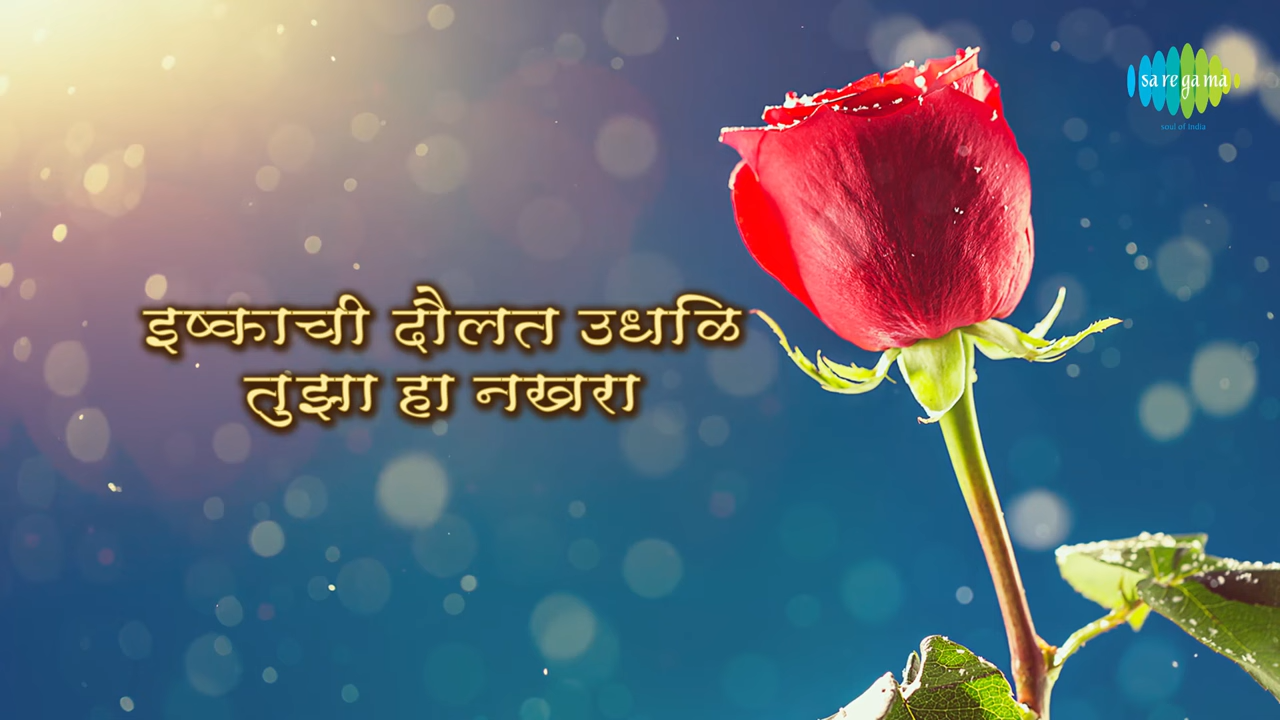 इष्काची दौलत उधळि
तुझा हा नखरा
sa re ga ma
soul of india